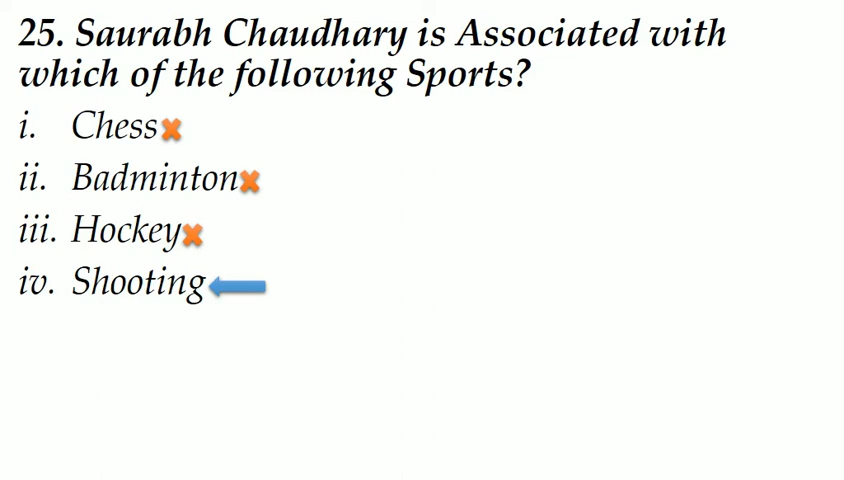 25. Saurabh Chaudhary is Associated with
which of the following Sports?
i. Chess
ii. Badminton
iii. Hockey
iv. Shooting